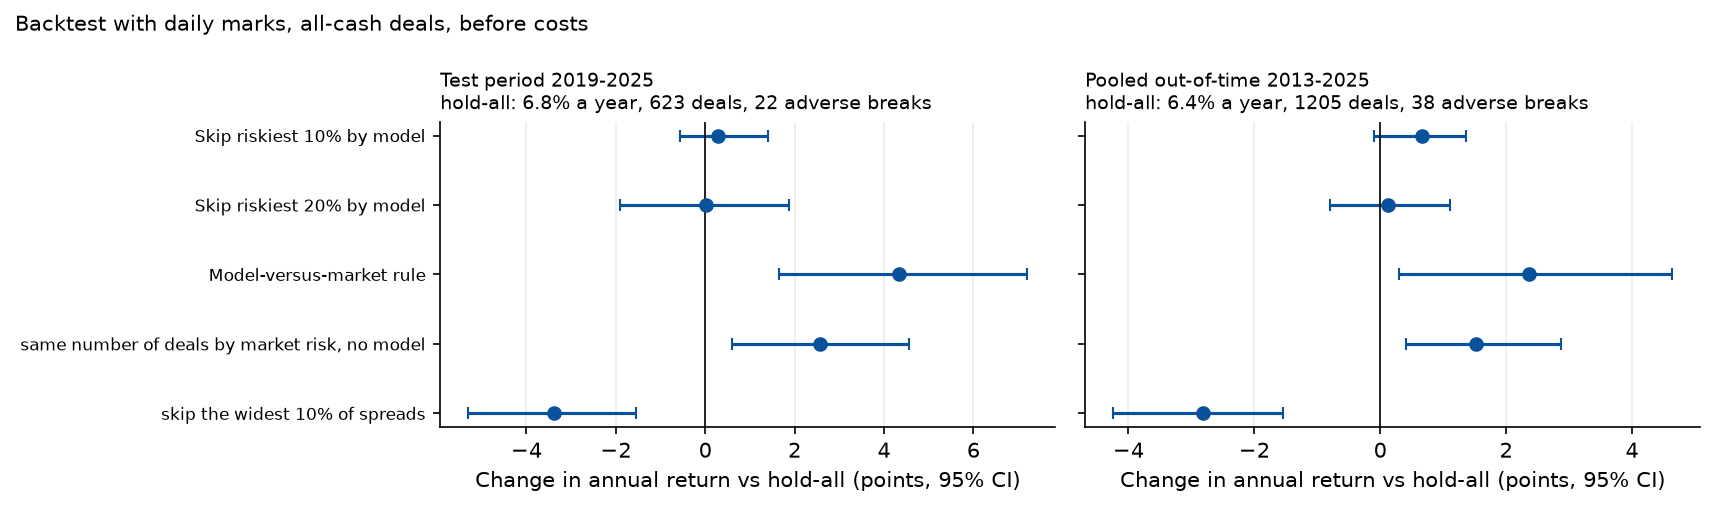 Backtest with daily marks, all-cash deals, before costs
Test period 2019-2025
hold-all: 6.8% a year, 623 deals, 22 adverse breaks
Skip riskiest 10% by model
Skip riskiest 20% by model
Model-versus-market rule
same number of deals by market risk, no model
skip the widest 10% of spreads
−4 −2 0 2 4 6
Change in annual return vs hold-all (points, 95% CI)
Pooled out-of-time 2013-2025
hold-all: 6.4% a year, 1205 deals, 38 adverse breaks
−4 −2 0 2 4
Change in annual return vs hold-all (points, 95% CI)